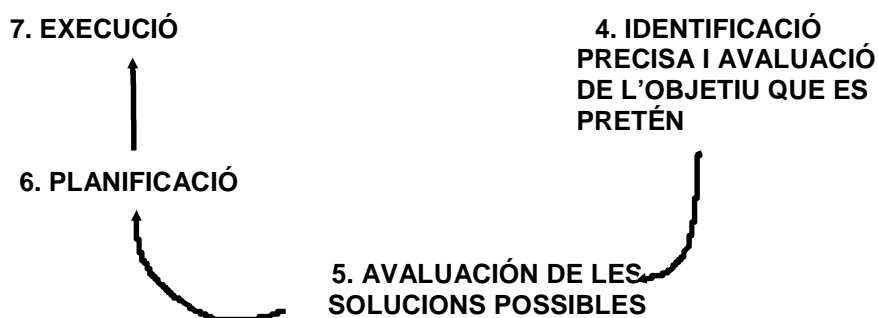 7. EXECUCIÓ
4. IDENTIFICACIÓ
PRECISA I AVALUACIÓ
DE L'OBJETIU QUE ES
PRETÉN
6. PLANIFICACIÓ
5. AVALUACIÓN DE LES
SOLUCIONS POSSIBLES